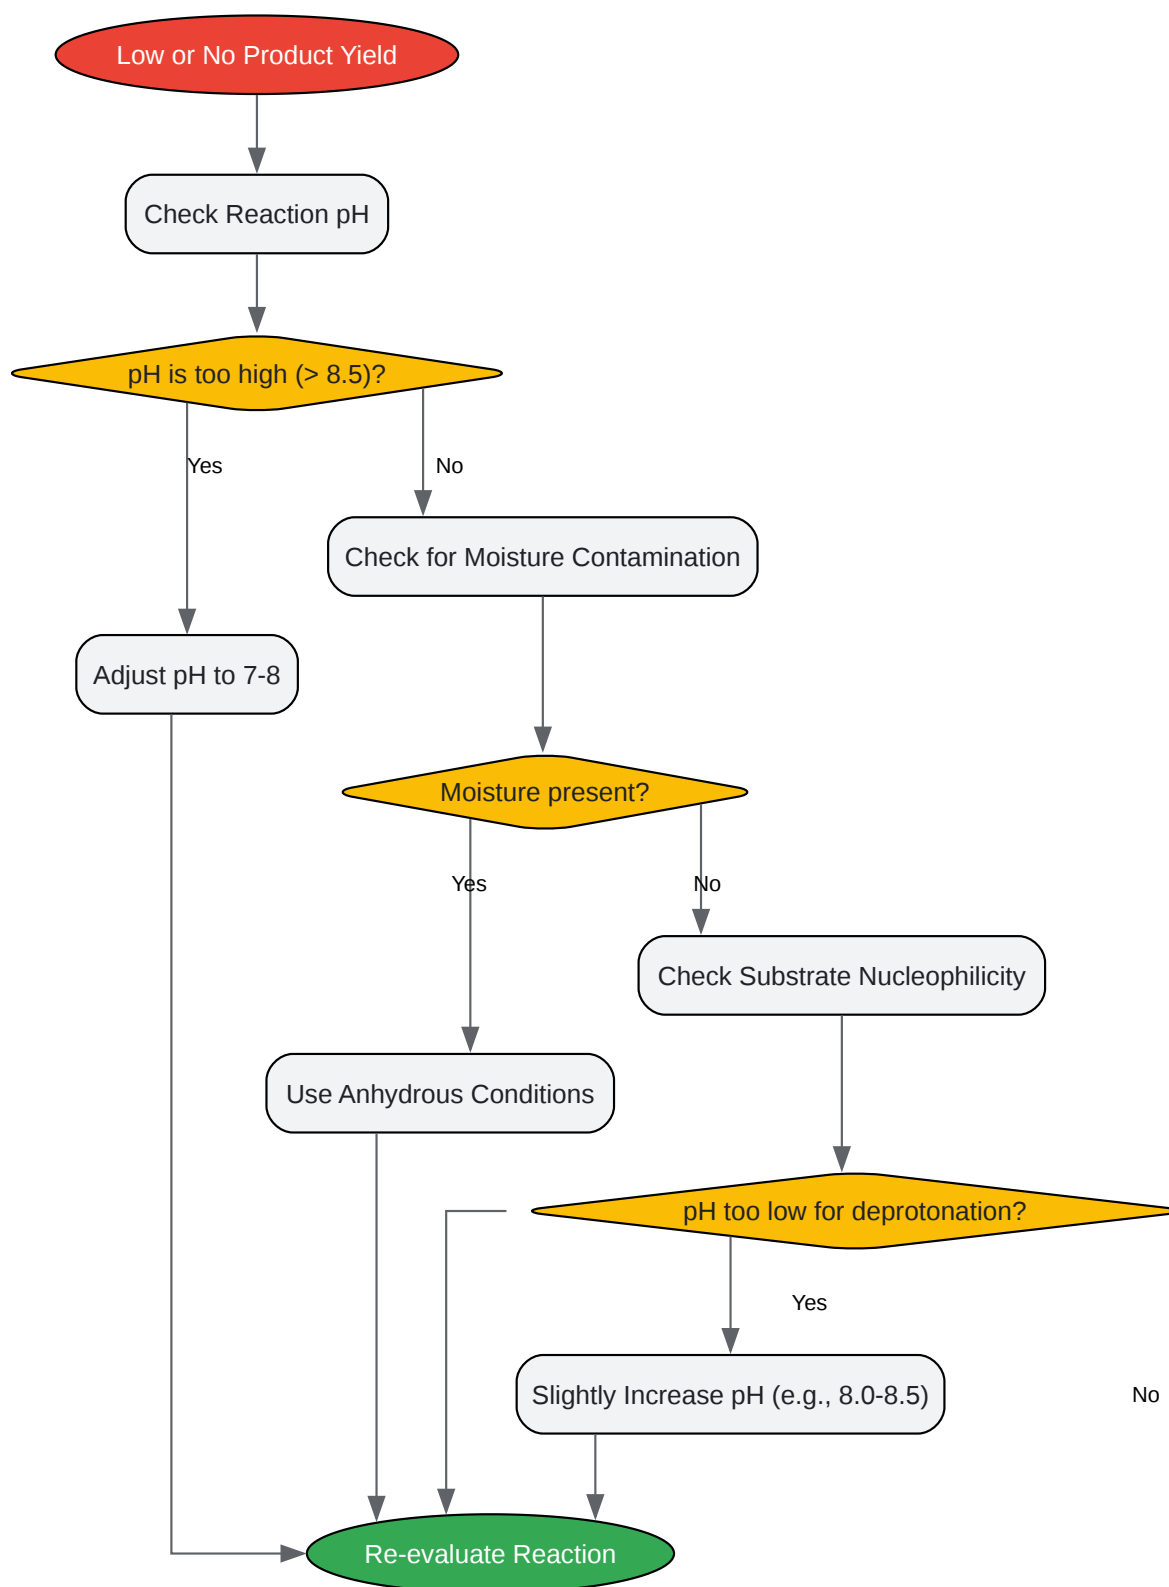 Low or No Product Yield
Check Reaction pH
pH is too high (> 8.5)?
Yes
No
Check for Moisture Contamination
Adjust pH to 7-8
Moisture present?
Yes
No
Check Substrate Nucleophilicity
Use Anhydrous Conditions
pH too low for deprotonation?
Yes
Slightly Increase pH (e.g., 8.0-8.5)
No
Re-evaluate Reaction